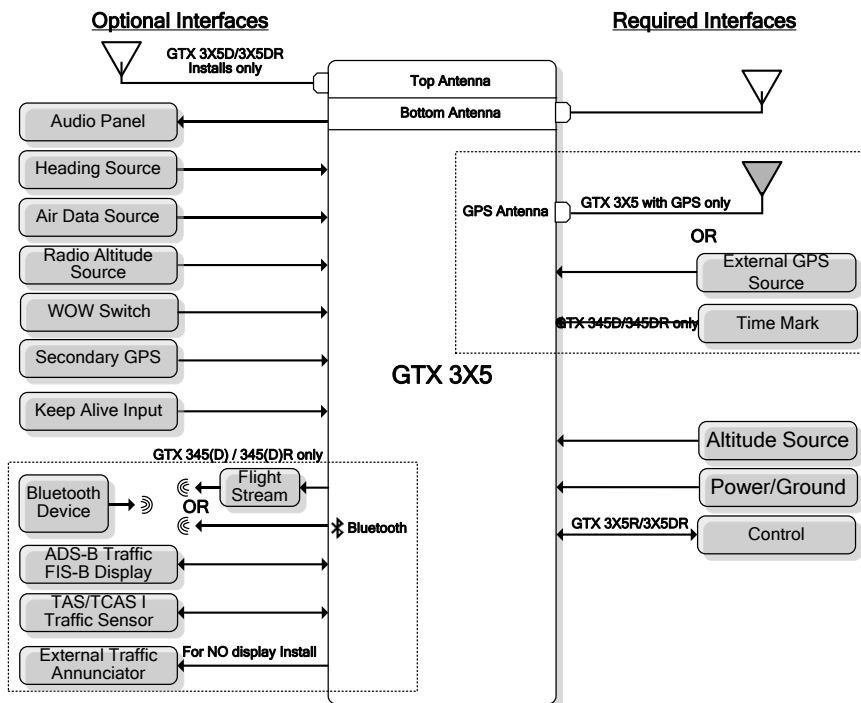 Optional Interfaces
Required Interfaces
GTX 3X5D/3X5DR
Installs only
Top Antenna
Bottom Antenna
Audio Panel
Heading Source
Air Data Source
Radio Altitude
Source
WOW Switch
Secondary GPS
Keep Alive Input
GPS Antenna
GTX 3X5 with GPS only
OR
External GPS
Source
GTX 345D/345DR only
Time Mark
GTX 3X5
Altitude Source
Power/Ground
GTX 3X5R/3X5DR
Control
GTX 345(D) / 345(D)R only
Bluetooth
Device
Flight
Stream
OR
Bluetooth
ADS-B Traffic
FIS-B Display
TAS/TCAS I
Traffic Sensor
External Traffic
Annunciator
For NO display Install